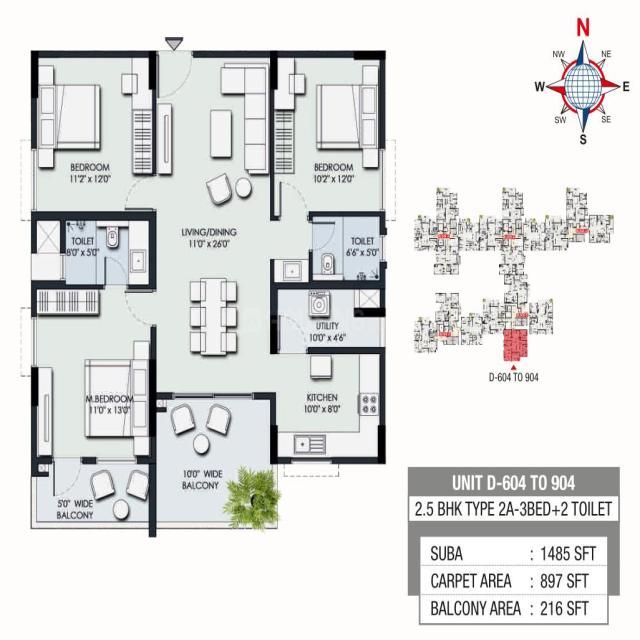 N
NW
NE
W
E
SW
SE
S
BEDROOM
11'2" X 12'0"
BEDROOM
10'2" X 12'0"
LIVING/DINING
11'0" X 26'0"
TOILET
8'0" X 5'0"
TOILET
6'6" X 5'0"
UTILITY
10'0" X 4'6"
M.BEDROOM
11'0" X 13'0"
KITCHEN
10'0" X 8'0"
10'0" WIDE
BALCONY
5'0" WIDE
BALCONY
D-604 TO 904
UNIT D-604 TO 904
2.5 BHK TYPE 2A-3BED+2 TOILET
SUBA : 1485 SFT
CARPET AREA : 897 SFT
BALCONY AREA : 216 SFT